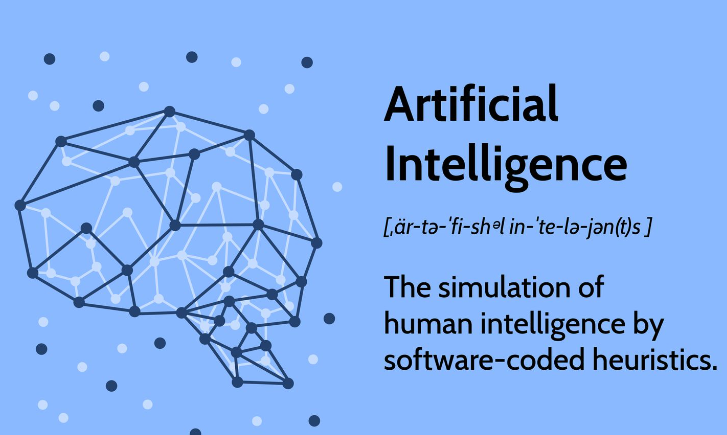 Artificial
Intelligence
[ˌär-tə-ˈfi-shᵊl in-ˈte-lə-jən(t)s ]
The simulation of
human intelligence by
software-coded heuristics.